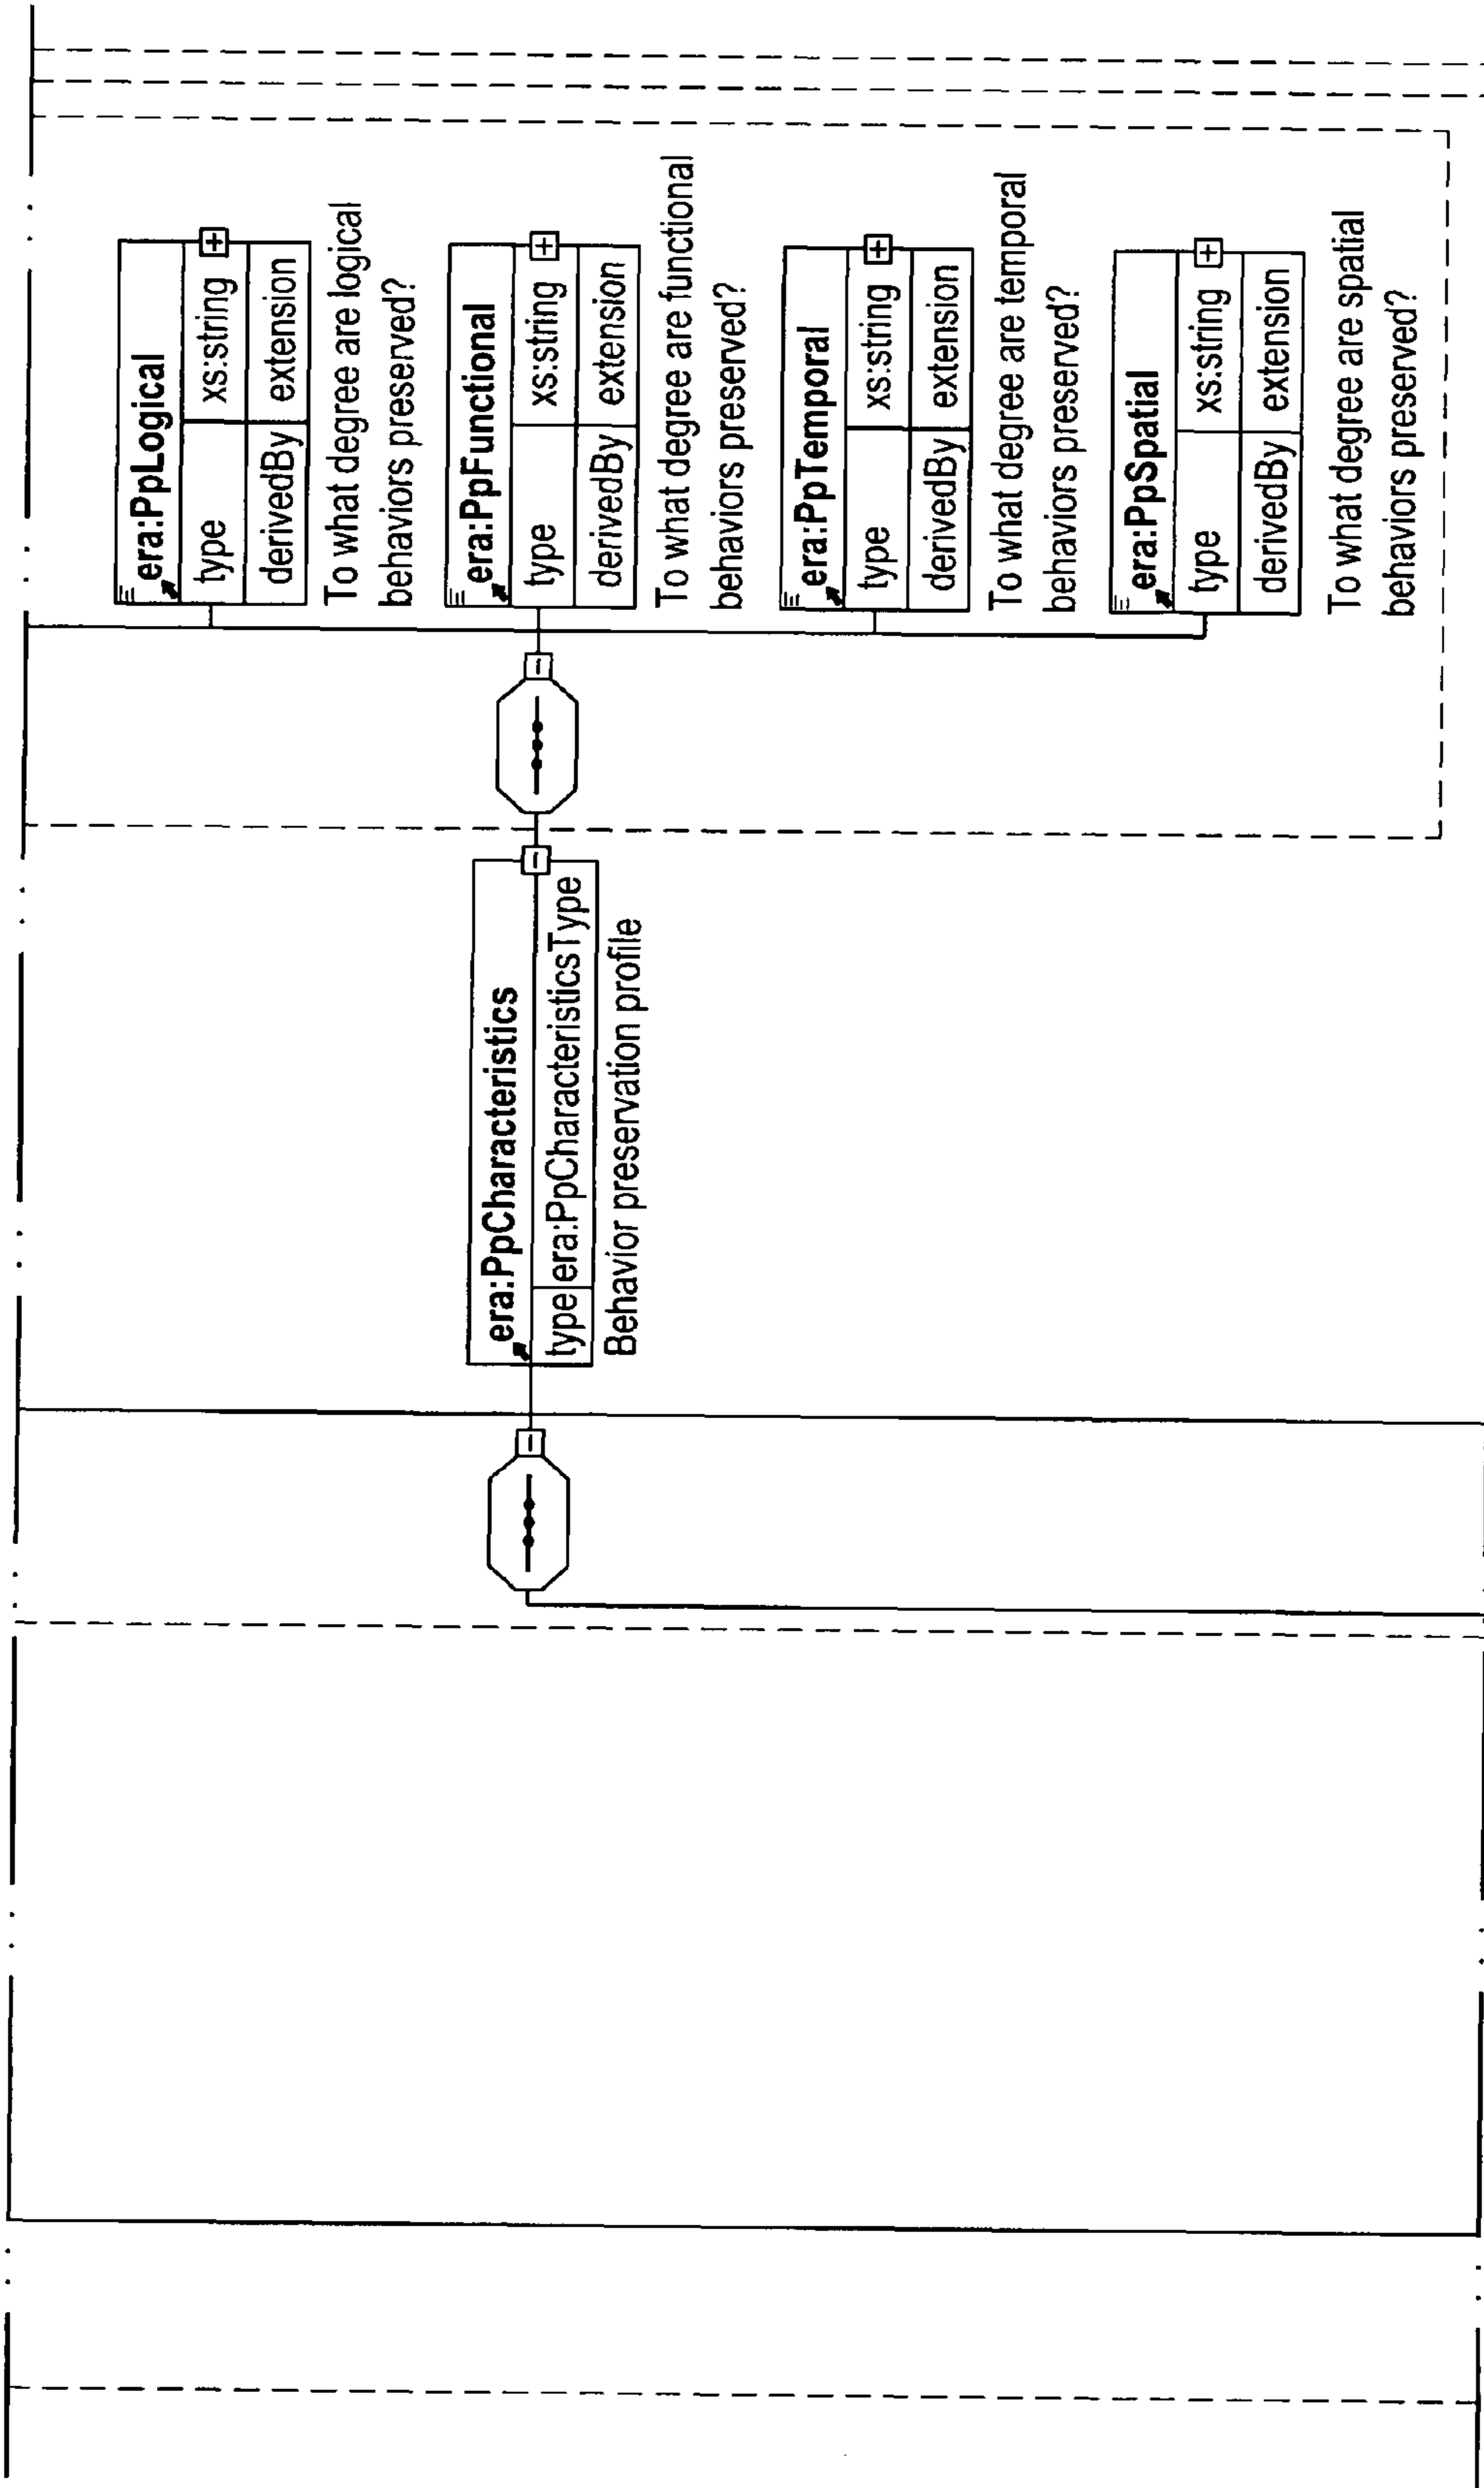 era:PpCharacteristics
type era:PpCharacteristicsType
Behavior preservation profile
era:PpLogical
type xs:string
derivedBy extension
To what degree are logical
behaviors preserved?
era:PpFunctional
type xs:string
derivedBy extension
To what degree are functional
behaviors preserved?
era:PpTemporal
type xs:string
derivedBy extension
To what degree are temporal
behaviors preserved?
era:PpSpatial
type xs:string
derivedBy extension
To what degree are spatial
behaviors preserved?